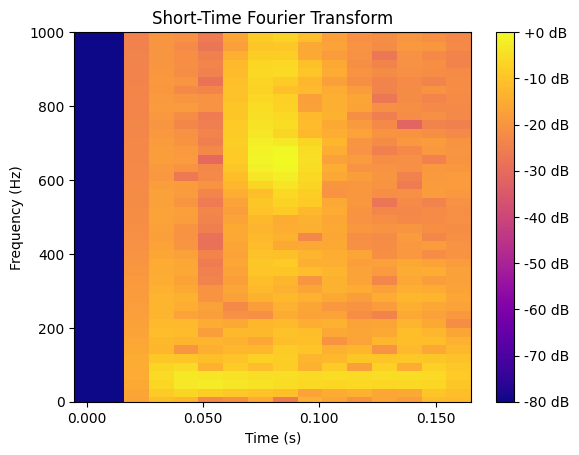 Short-Time Fourier Transform
1000
800
600
400
200
0
Frequency (Hz)
0.000
0.050
0.100
0.150
Time (s)
+0 dB
-10 dB
-20 dB
-30 dB
-40 dB
-50 dB
-60 dB
-70 dB
-80 dB